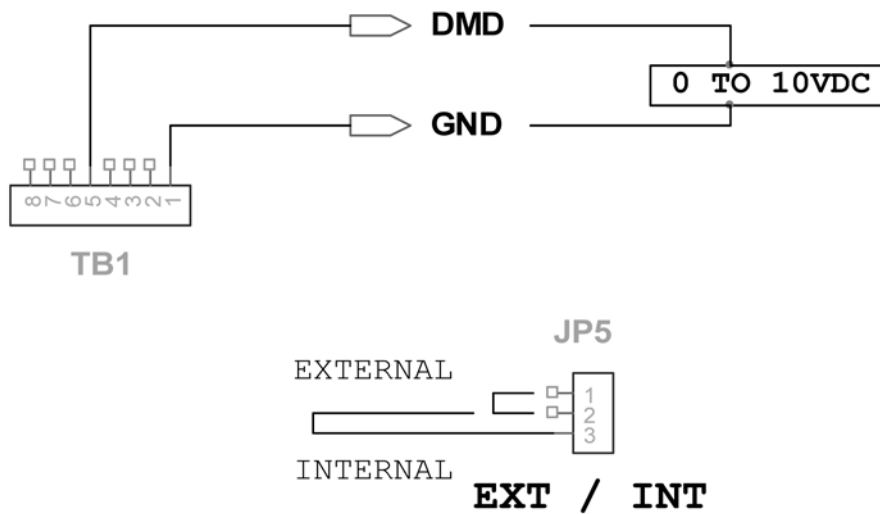 DMD
0 TO 10VDC
GND
8 7 6 5 4 3 2 1
TB1
JP5
EXTERNAL
1
2
3
INTERNAL
EXT / INT